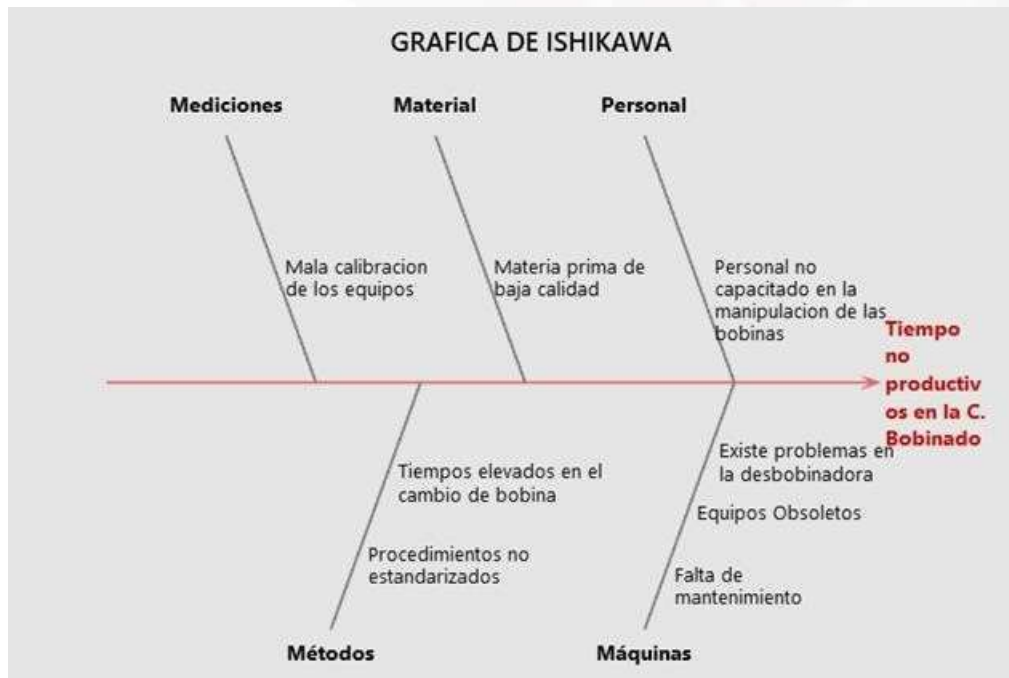 GRAFICA DE ISHIKAWA
Mediciones
Material
Personal
Mala calibracion
de los equipos
Materia prima de
baja calidad
Personal no
capacitado en la
manipulacion de las
bobinas
Tiempo
no
productiv
os en la C.
Bobinado
Tiempos elevados en el
cambio de bobina
Procedimientos no
estandarizados
Existe problemas en
la desbobinadora
Equipos Obsoletos
Falta de
mantenimiento
Métodos
Máquinas